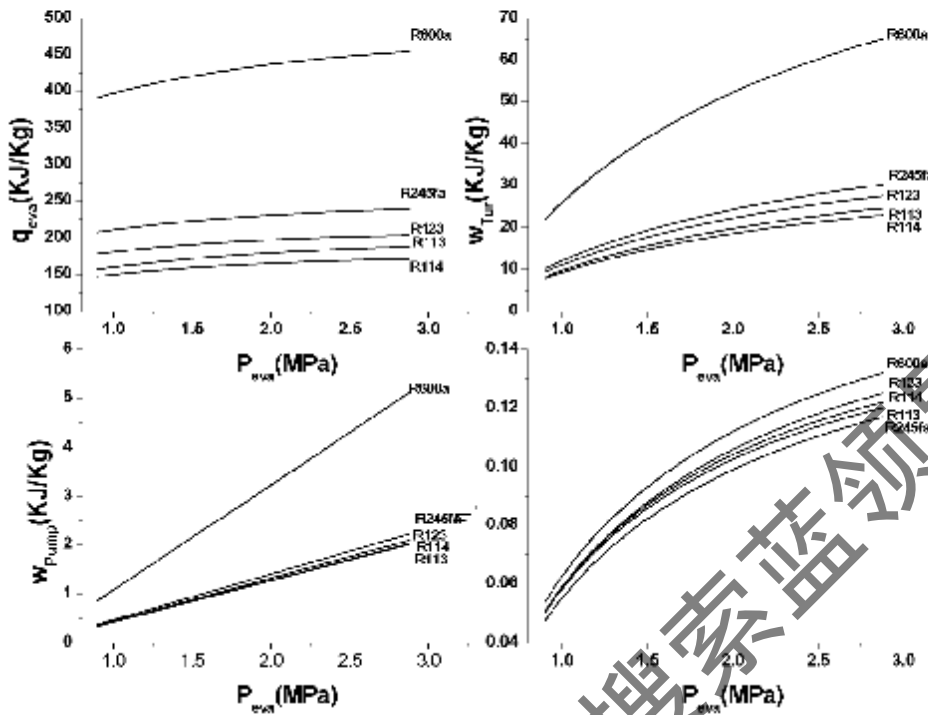 500
450
400
350
300
250
200
150
100
q_eva(KJ/Kg)
R600a
R245fa
R123
R113
R114
1.0 1.5 2.0 2.5 3.0
P_eva(MPa)
70
60
50
40
30
20
10
0
w_Tur(KJ/Kg)
R600a
R245f
R123
R113
R114
1.0 1.5 2.0 2.5 3.0
P_eva(MPa)
6
5
4
3
2
1
0
w_Pump(KJ/Kg)
R600a
R245fa
R123
R114
R113
1.0 1.5 2.0 2.5 3.0
P_eva(MPa)
0.14
0.12
0.10
0.08
0.06
0.04
R600a
R123
R114
R113
R245fa
1.0 1.5 2.0 2.5 3.0
P_eva(MPa)
搜索蓝领